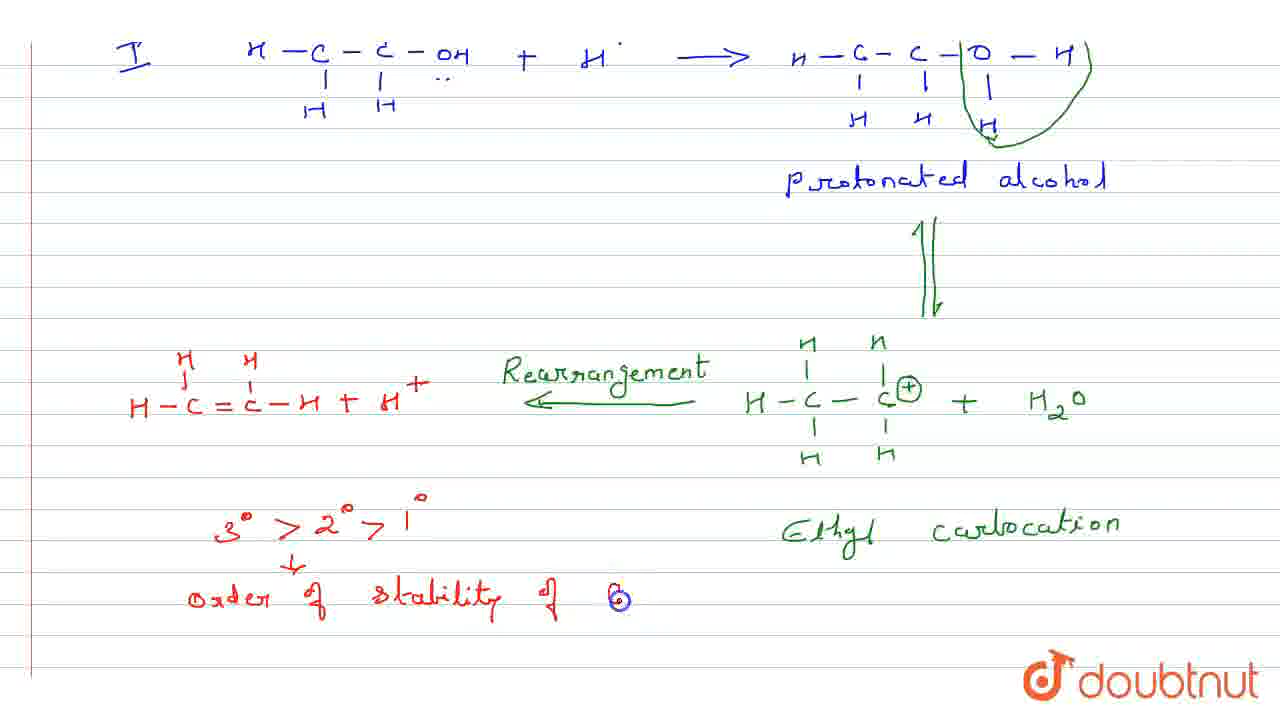 I H - C - C - OH + H⁺ ⟶ H - C - C - O - H
H H H H H
Protonated alcohol
H H H H
Rearrangement
H - C = C - H + H⁺ ⟵ H - C - C⊕ + H₂O
H H
3° > 2° > 1°
Ethyl carbocation
↓
order of stability of C
doubtnut